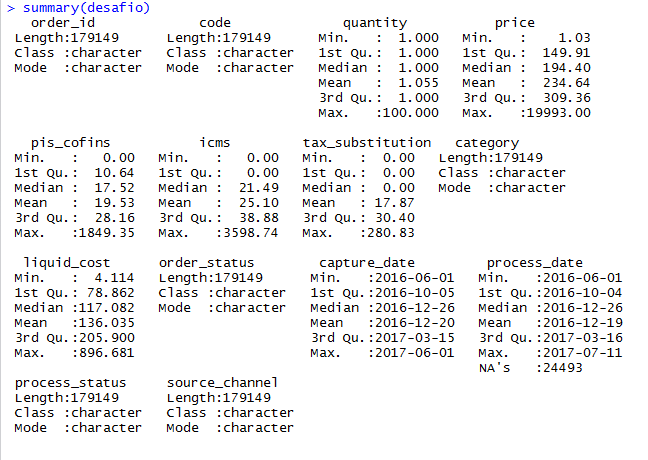 > summary(desafio)
   order_id             code              quantity           price
 Length:179149      Length:179149      Min.   :  1.000   Min.   :    1.03
 Class :character   Class :character   1st Qu.:  1.000   1st Qu.:  149.91
 Mode  :character   Mode  :character   Median :  1.000   Median :  194.40
                                       Mean   :  1.055   Mean   :  234.64
                                       3rd Qu.:  1.000   3rd Qu.:  309.36
                                       Max.   :100.000   Max.   :19993.00
   pis_cofins           icms         tax_substitution   category
 Min.   :   0.00   Min.   :   0.00   Min.   :  0.00   Length:179149
 1st Qu.:  10.64   1st Qu.:   0.00   1st Qu.:  0.00   Class :character
 Median :  17.52   Median :  21.49   Median :  0.00   Mode  :character
 Mean   :  19.53   Mean   :  25.10   Mean   : 17.87
 3rd Qu.:  28.16   3rd Qu.:  38.88   3rd Qu.: 30.40
 Max.   :1849.35   Max.   :3598.74   Max.   :280.83
  liquid_cost      order_status       capture_date         process_date
 Min.   :  4.114   Length:179149      Min.   :2016-06-01   Min.   :2016-06-01
 1st Qu.: 78.862   Class :character   1st Qu.:2016-10-05   1st Qu.:2016-10-04
 Median :117.082   Mode  :character   Median :2016-12-26   Median :2016-12-26
 Mean   :136.035                      Mean   :2016-12-20   Mean   :2016-12-19
 3rd Qu.:205.900                      3rd Qu.:2017-03-15   3rd Qu.:2017-03-16
 Max.   :896.681                      Max.   :2017-06-01   Max.   :2017-07-11
                                                           NA's   :24493
 process_status     source_channel
 Length:179149      Length:179149
 Class :character   Class :character
 Mode  :character   Mode  :character